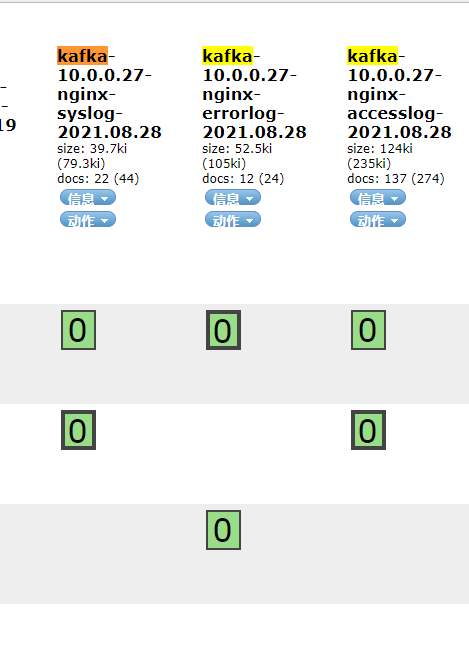 -
-
19
kafka-
10.0.0.27-
nginx-
syslog-
2021.08.28
size: 39.7ki
(79.3ki)
docs: 22 (44)
信息
动作
kafka-
10.0.0.27-
nginx-
errorlog-
2021.08.28
size: 52.5ki
(105ki)
docs: 12 (24)
信息
动作
kafka-
10.0.0.27-
nginx-
accesslog-
2021.08.28
size: 124ki
(235ki)
docs: 137 (274)
信息
动作
0
0
0
0
0
0